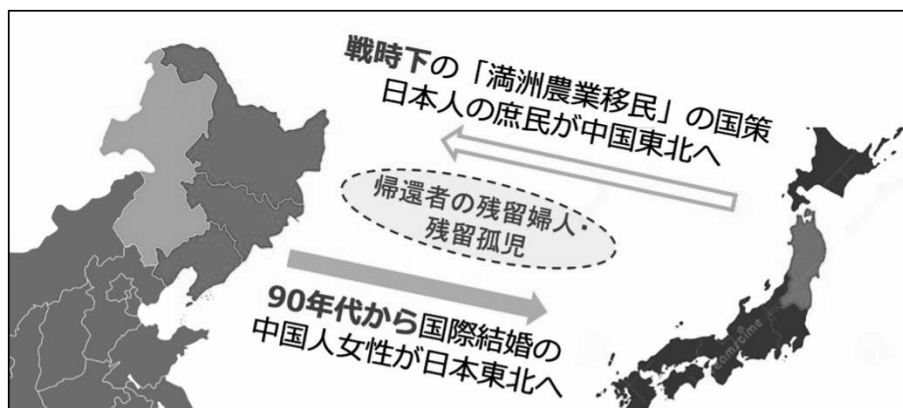 戦時下の「満洲農業移民」の国策
日本人の庶民が中国東北へ
帰還者の残留婦人・
残留孤児
90年代から国際結婚の
中国人女性が日本東北へ